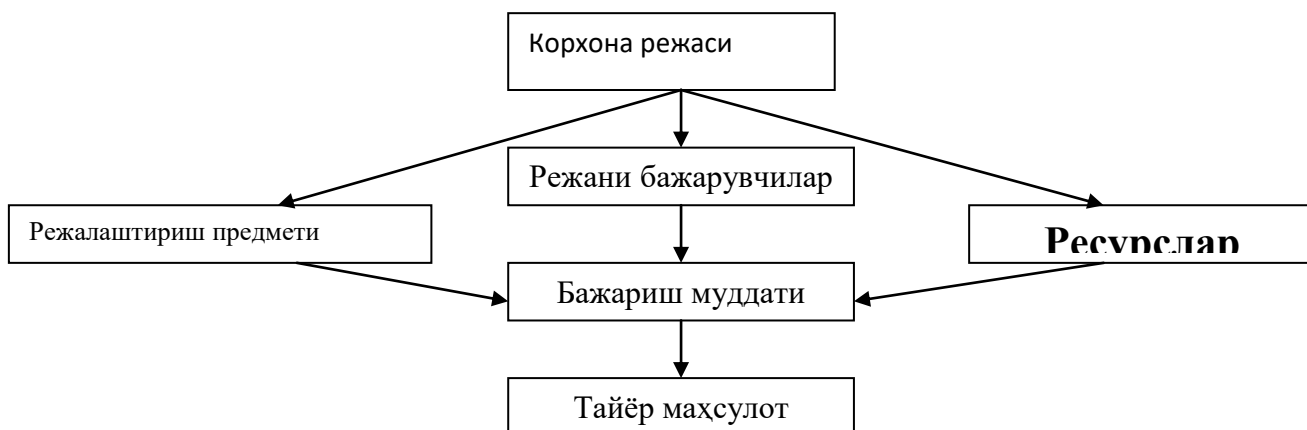 Корхона режаси
Режани бажарувчилар
Режалаштириш предмети
Ресурслар
Бажариш муддати
Тайёр маҳсулот